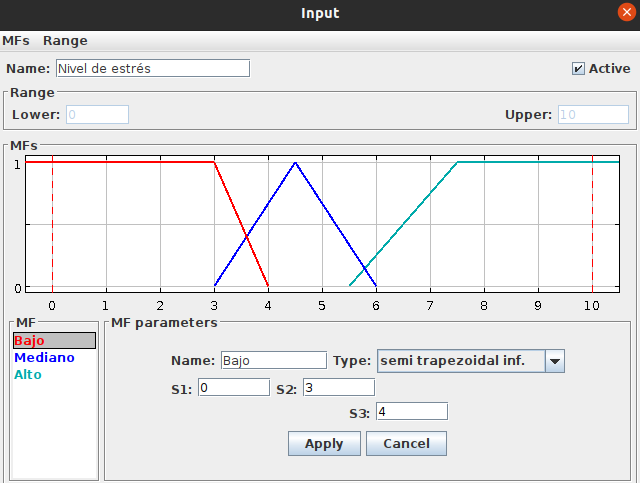 Input
MFs Range
Name: Nivel de estrés Active
Range
Lower: 0 Upper: 10
MFs
1
0
0 1 2 3 4 5 6 7 8 9 10
MF MF parameters
Bajo
Mediano
Alto
Name: Bajo Type: semi trapezoidal inf.
S1: 0 S2: 3
S3: 4
Apply Cancel